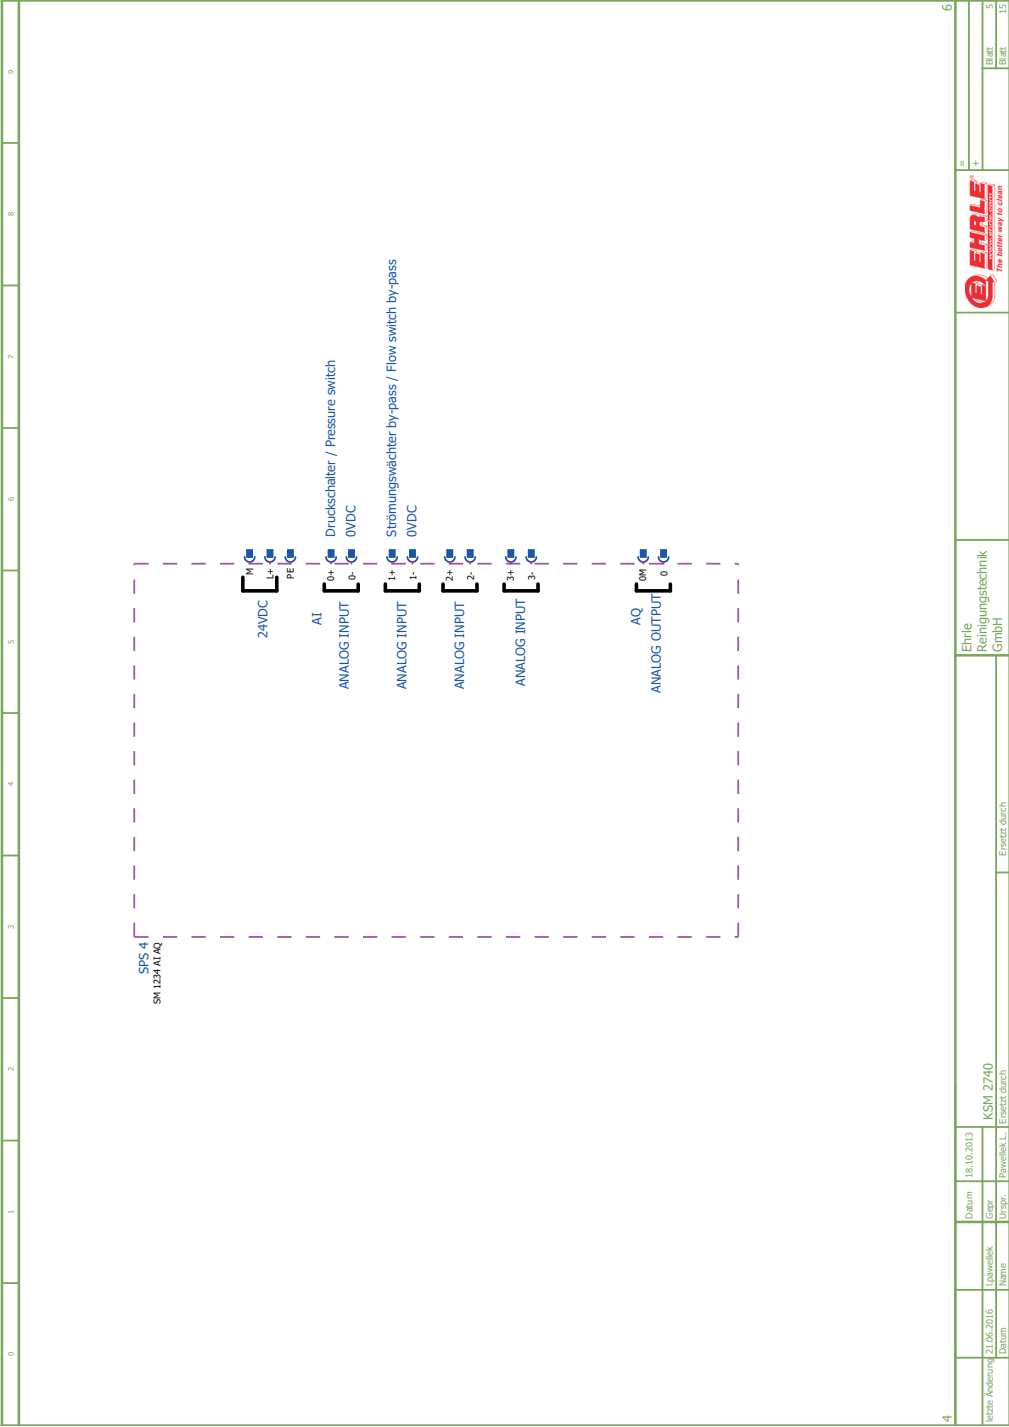 0
1
2
3
4
5
6
7
8
9
SPS 4
SM 1234 AI AQ
24VDC
M
L+
PE
AI
ANALOG INPUT
0+
Druckschalter / Pressure switch
0-
0VDC
ANALOG INPUT
1+
Strömungswächter by-pass / Flow switch by-pass
1-
0VDC
ANALOG INPUT
2+
2-
ANALOG INPUT
3+
3-
AQ
ANALOG OUTPUT
0M
0
4
6
Datum
18.10.2013
letzte Änderung
21.06.2016
l.pawellek
Gepr
KSM 2740
Datum
Name
Urspr.
Pawellek L.
Ersetzt durch
Ersetzt durch
Ehrle
Reinigungstechnik
GmbH
EHRLE
The better way to clean
=
+
Blatt 5
Blatt 15